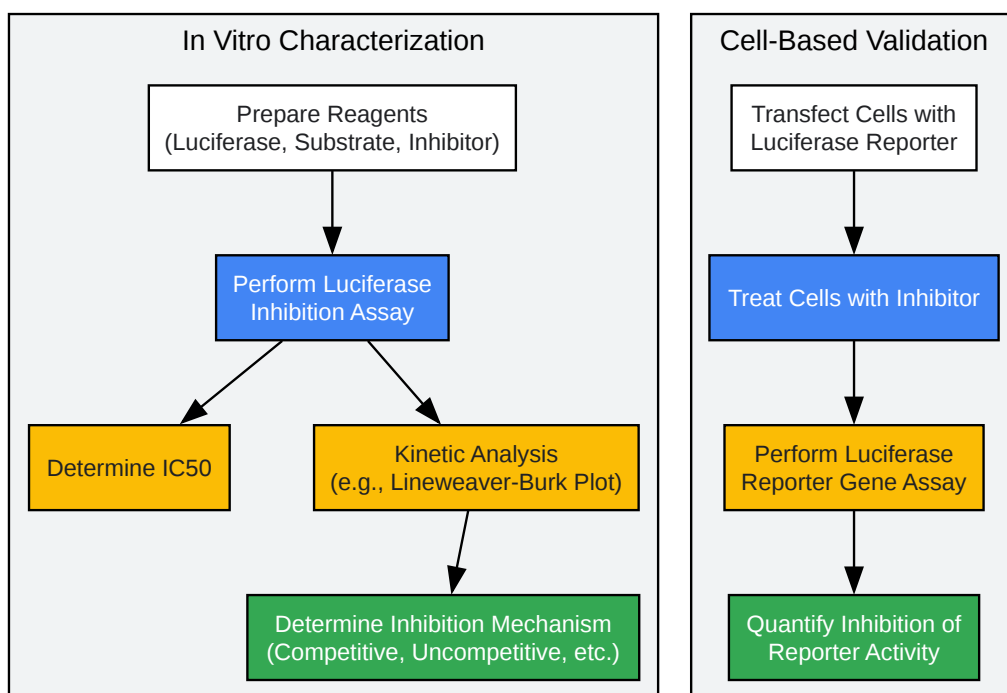 In Vitro Characterization
Prepare Reagents
(Luciferase, Substrate, Inhibitor)
Perform Luciferase
Inhibition Assay
Determine IC50
Kinetic Analysis
(e.g., Lineweaver-Burk Plot)
Determine Inhibition Mechanism
(Competitive, Uncompetitive, etc.)
Cell-Based Validation
Transfect Cells with
Luciferase Reporter
Treat Cells with Inhibitor
Perform Luciferase
Reporter Gene Assay
Quantify Inhibition of
Reporter Activity